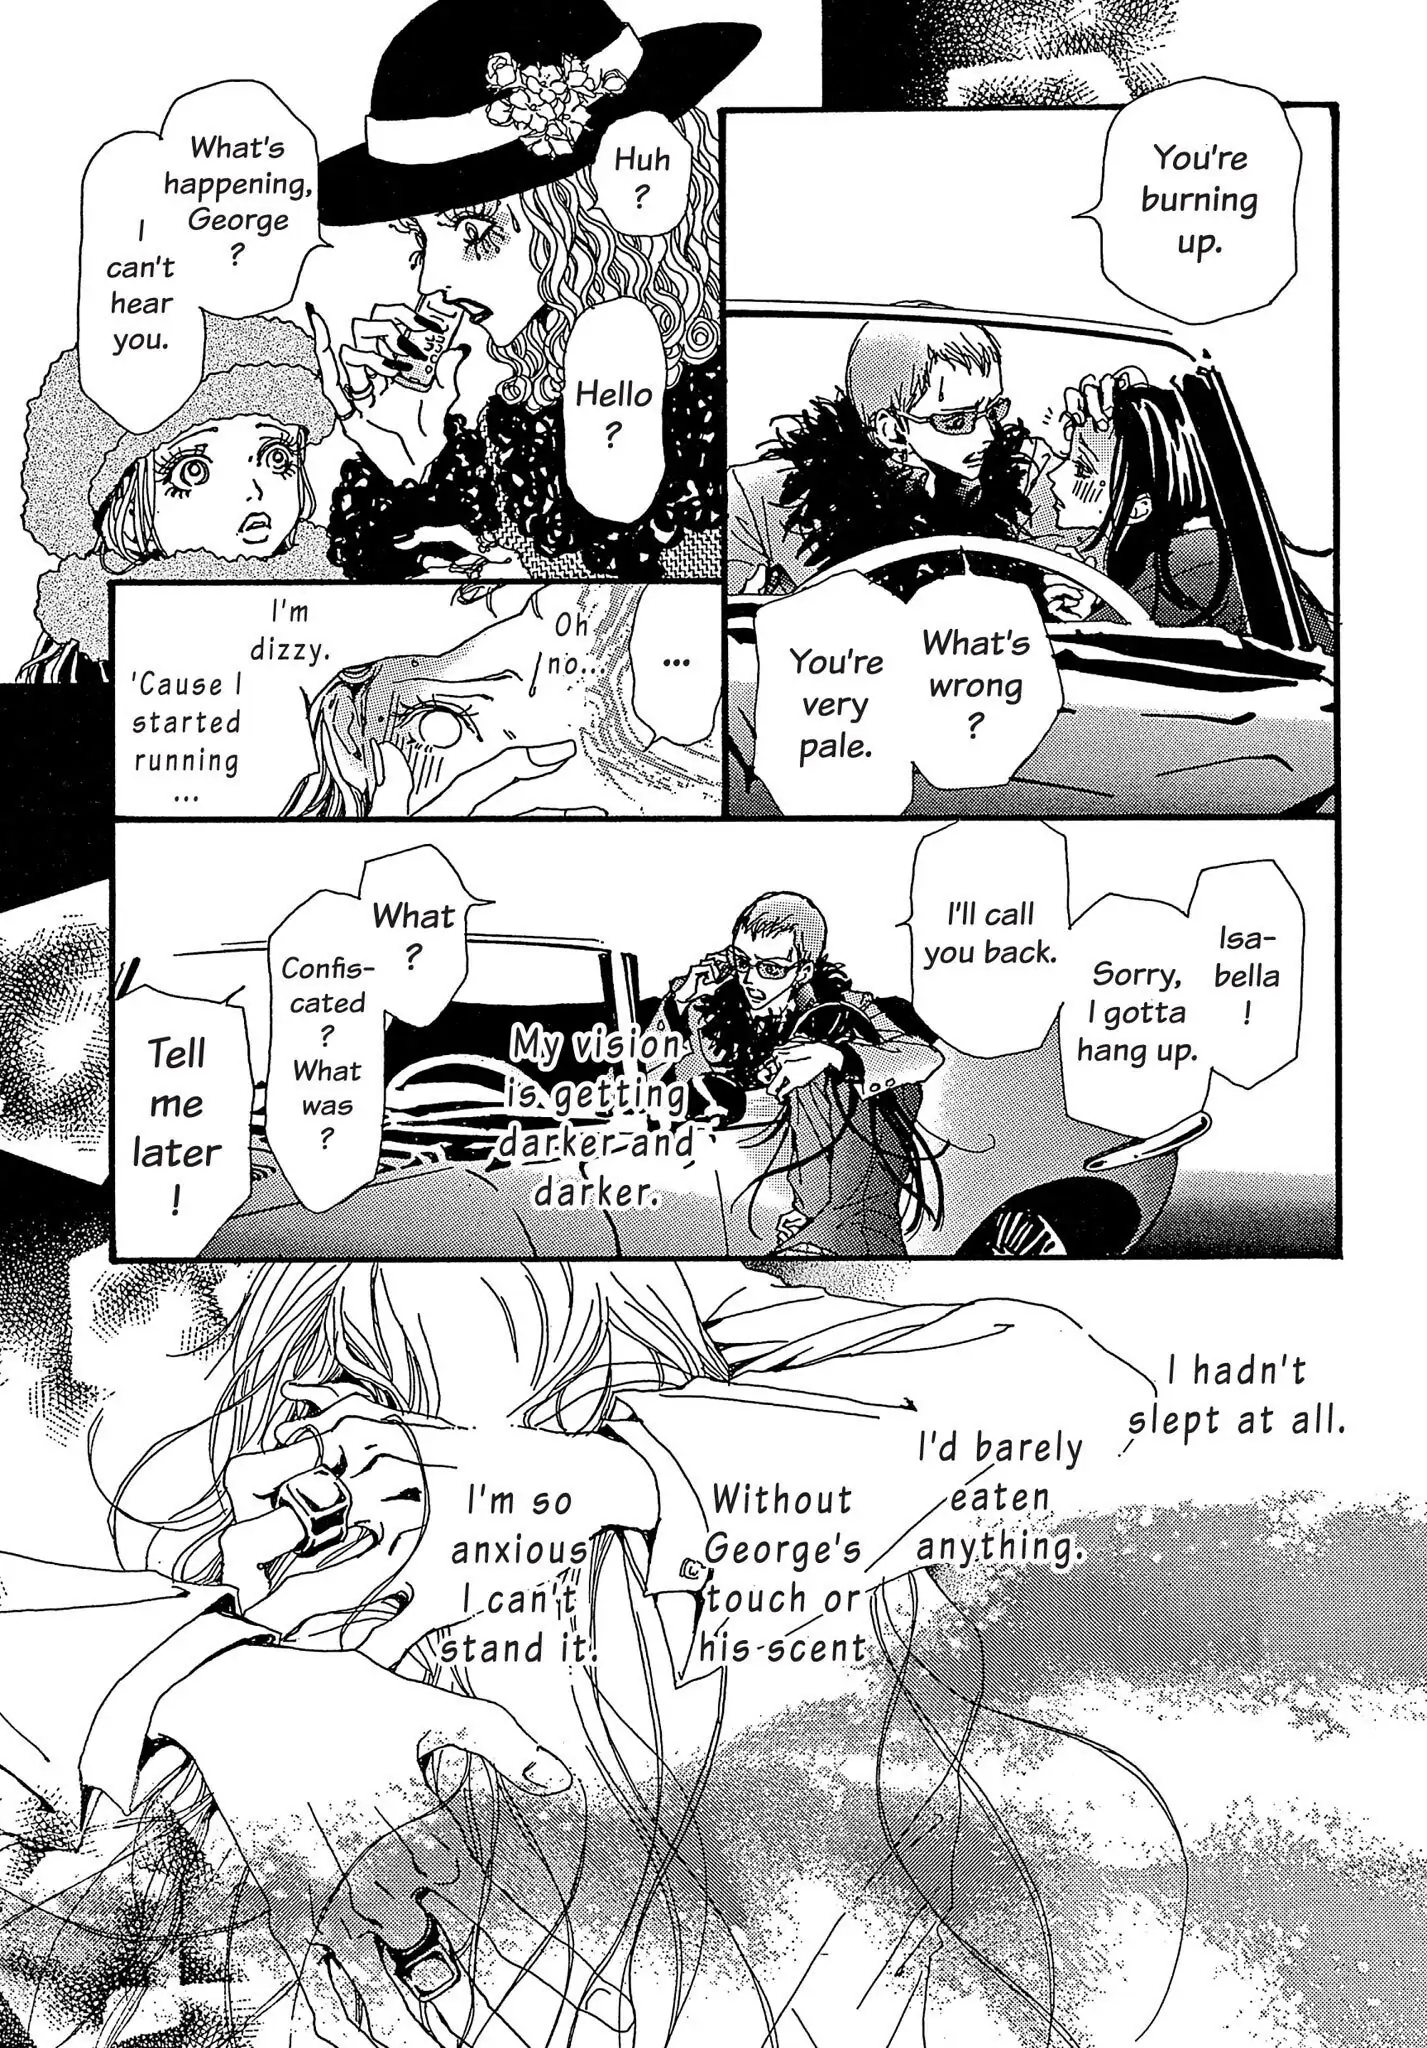 You're
burning
up.
What's
wrong
?
You're
very
pale.
Huh
?
Hello
?
What's
happening,
George
?
I
can't
hear
you.
...
Oh
no...
I'm
dizzy.
'Cause I
started
running
...
Isa-
bella
!
Sorry,
I gotta
hang up.
I'll call
you back.
My vision
is getting
darker and
darker.
What
?
Confis-
cated
?
What
was
?
Tell
me
later
!
I hadn't
slept at all.
I'd barely
eaten
anything.
Without
George's
touch or
his scent
I'm so
anxious
I can't
stand it.